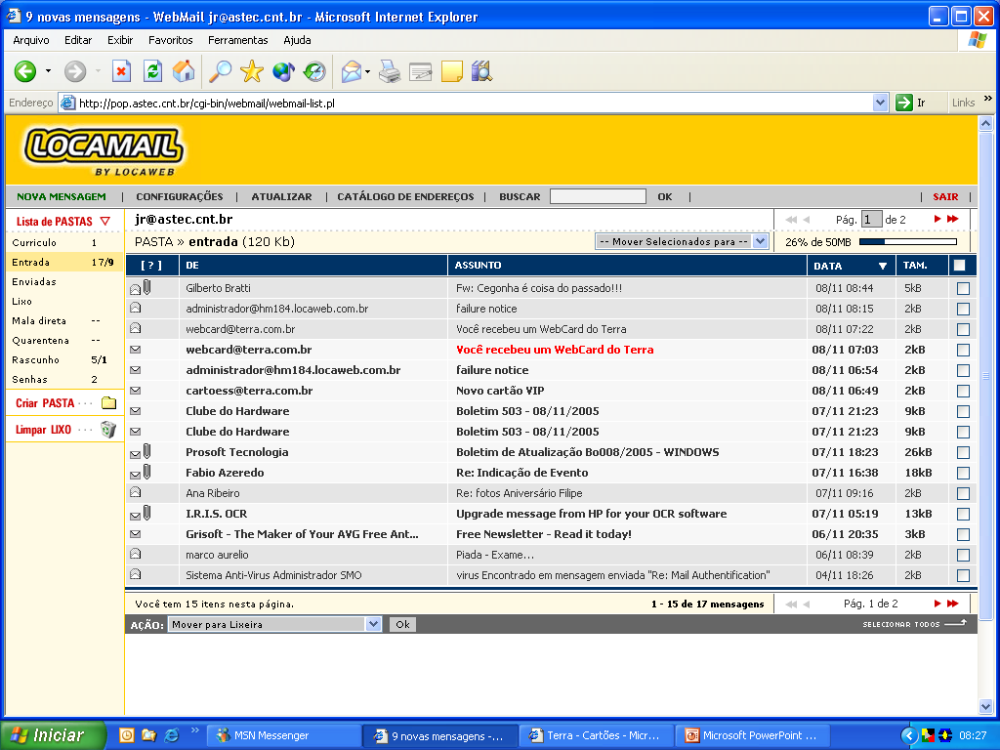 9 novas mensagens - WebMail jr@astec.cnt.br - Microsoft Internet Explorer
Arquivo Editar Exibir Favoritos Ferramentas Ajuda
Endereço http://pop.astec.cnt.br/cgi-bin/webmail/webmail-list.pl Ir Links »
LOCAMAIL
BY LOCAWEB
NOVA MENSAGEM | CONFIGURAÇÕES | ATUALIZAR | CATÁLOGO DE ENDEREÇOS | BUSCAR OK | | SAIR |
Lista de PASTAS jr@astec.cnt.br Pág. 1 de 2
Curriculo 1 PASTA » entrada (120 Kb) -- Mover Selecionados para -- 26% de 50MB
Entrada 17/9
Enviadas
Lixo
Mala direta --
Quarentena --
Rascunho 5/1
Senhas 2
Criar PASTA ...
Limpar LIXO ...
[ ? ] DE ASSUNTO DATA TAM.
Gilberto Bratti Fw: Cegonha é coisa do passado!!! 08/11 08:44 5kB
administrador@hm184.locaweb.com.br failure notice 08/11 08:15 2kB
webcard@terra.com.br Você recebeu um WebCard do Terra 08/11 07:22 2kB
webcard@terra.com.br Você recebeu um WebCard do Terra 08/11 07:03 2kB
administrador@hm184.locaweb.com.br failure notice 08/11 06:54 2kB
cartoess@terra.com.br Novo cartão VIP 08/11 06:49 2kB
Clube do Hardware Boletim 503 - 08/11/2005 07/11 21:23 9kB
Clube do Hardware Boletim 503 - 08/11/2005 07/11 21:23 9kB
Prosoft Tecnologia Boletim de Atualização Bo008/2005 - WINDOWS 07/11 18:23 26kB
Fabio Azeredo Re: Indicação de Evento 07/11 16:38 18kB
Ana Ribeiro Re: fotos Aniversário Filipe 07/11 09:16 2kB
I.R.I.S. OCR Upgrade message from HP for your OCR software 07/11 05:19 13kB
Grisoft - The Maker of Your AVG Free Ant... Free Newsletter - Read it today! 06/11 20:35 3kB
marco aurelio Piada - Exame... 06/11 08:39 2kB
Sistema Anti-Virus Administrador SMO virus Encontrado em mensagem enviada "Re: Mail Authentification" 04/11 18:26 2kB
Você tem 15 itens nesta página. 1 - 15 de 17 mensagens Pág. 1 de 2
AÇÃO: Mover para Lixeira Ok SELECIONAR TODOS
Iniciar » MSN Messenger 9 novas mensagens -... Terra - Cartões - Micr... Microsoft PowerPoint ... 08:27